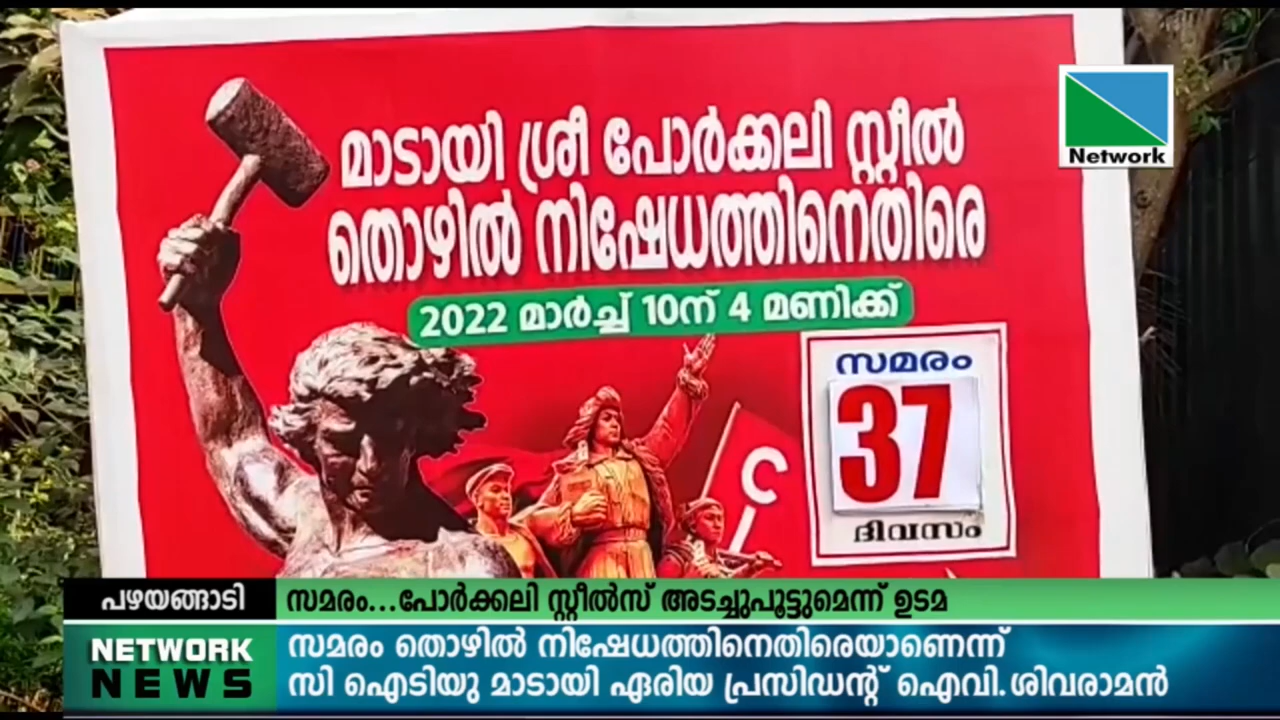 മാടായി ശ്രീ പോർക്കലി സ്റ്റീൽ
തൊഴിൽ നിഷേധത്തിനെതിരെ
2022 മാർച്ച് 10ന് 4 മണിക്ക്
സമരം
37
ദിവസം
Network
പഴയങ്ങാടി
സമരം...പോർക്കലി സ്റ്റീൽസ് അടച്ചുപൂട്ടുമെന്ന് ഉടമ
NETWORK
NEWS
സമരം തൊഴിൽ നിഷേധത്തിനെതിരെയാണെന്ന്
സി ഐടിയു മാടായി ഏരിയ പ്രസിഡന്റ് ഐവി.ശിവരാമൻ